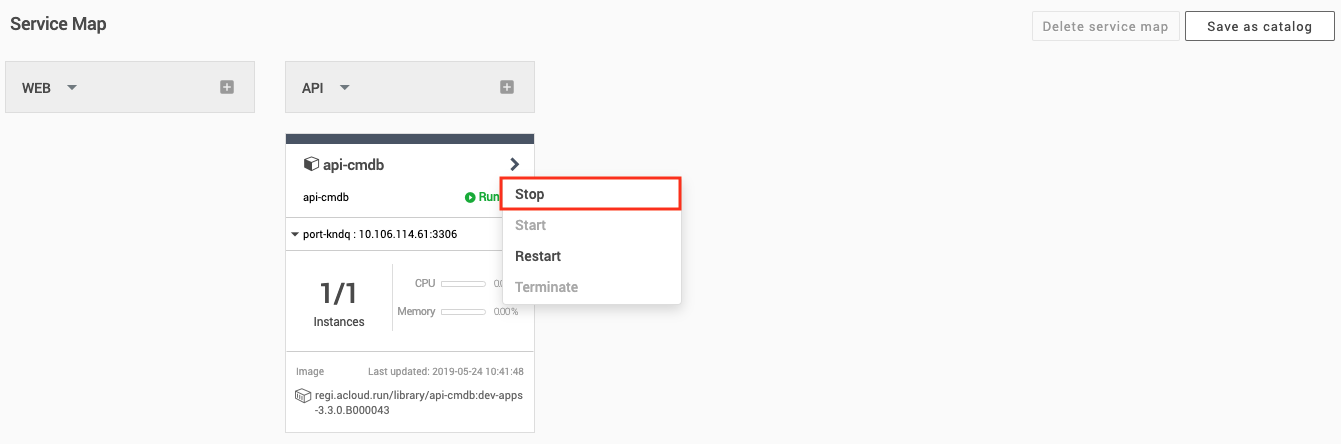 Service Map
Delete service map
Save as catalog
WEB
API
api-cmdb
api-cmdb
Run
Stop
Start
Restart
Terminate
port-kndq : 10.106.114.61:3306
1/1
Instances
CPU
Memory
0.00%
Image
Last updated: 2019-05-24 10:41:48
regi.acloud.run/library/api-cmdb:dev-apps
-3.3.0.B000043